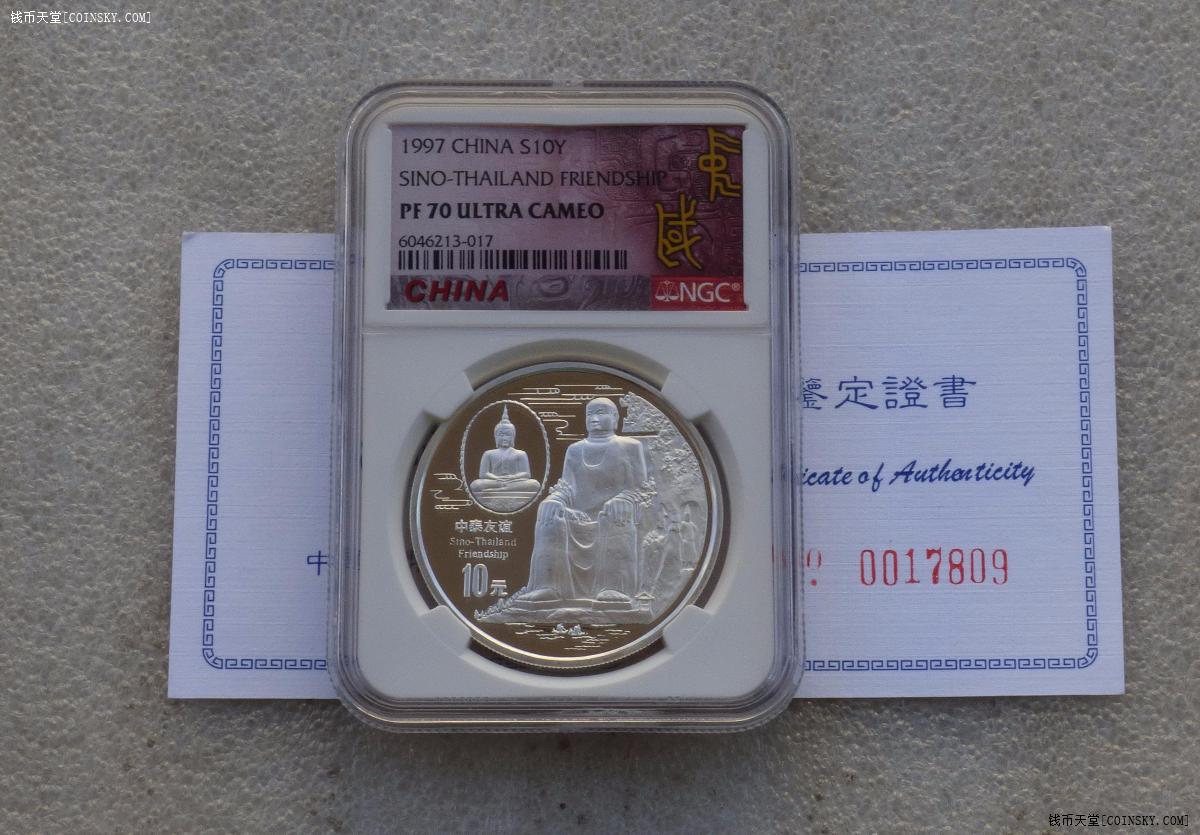 钱币天堂[COINSKY.COM]
1997 CHINA S10Y
SINO-THAILAND FRIENDSHIP
PF 70 ULTRA CAMEO
6046213-017
CHINA
NGC®
鑒定證書
icate of Authenticity
中
0017809
中泰友谊
Sino-Thailand
Friendship
10元
钱币天堂[COINSKY.COM]